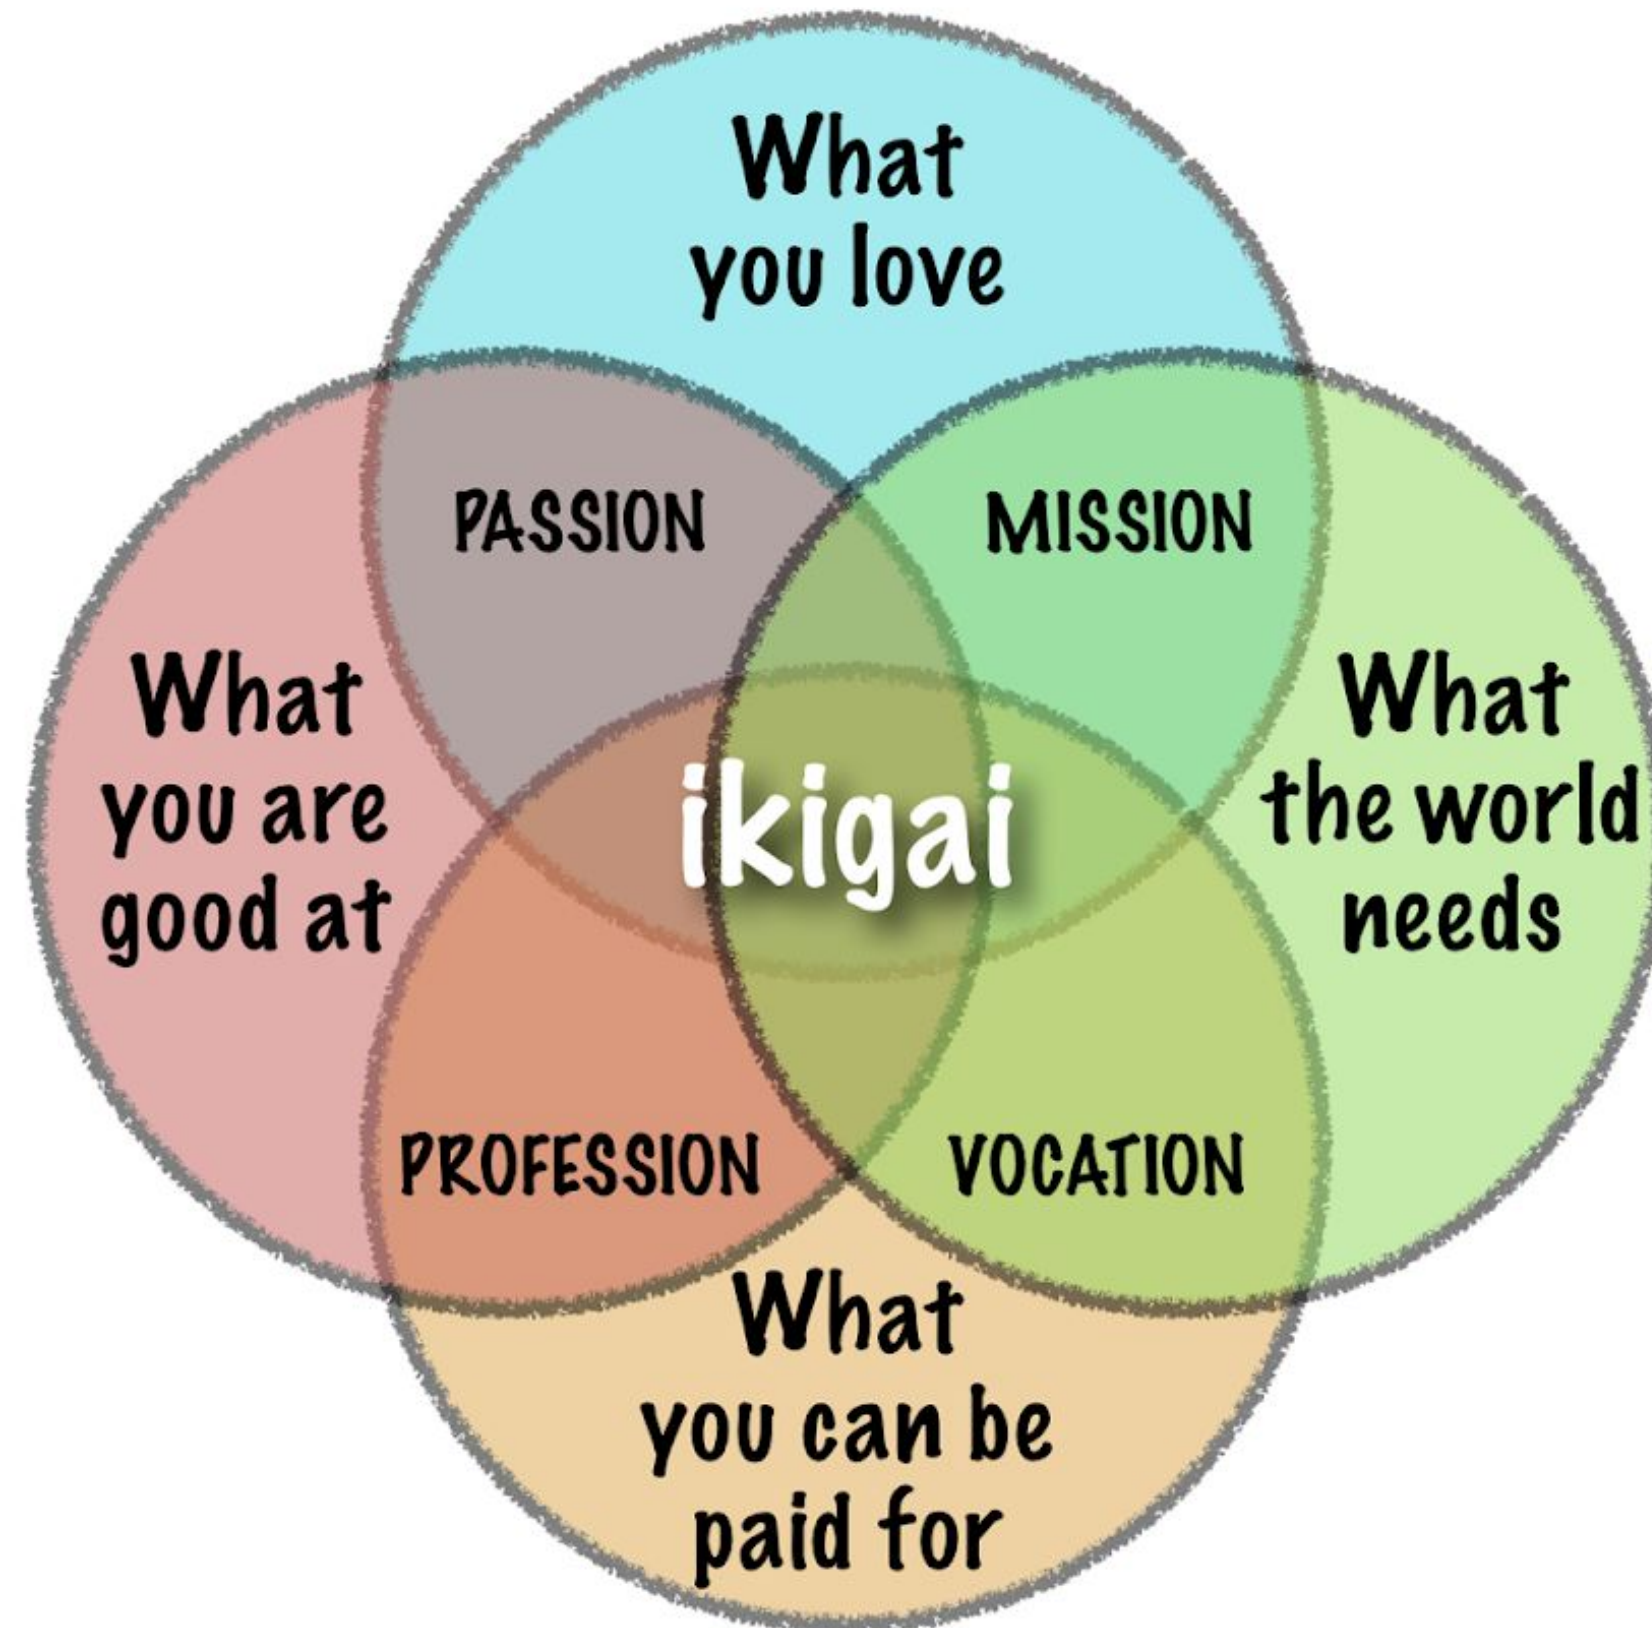 What
you love
PASSION
MISSION
What
you are
good at
ikigai
What
the world
needs
PROFESSION
VOCATION
What
you can be
paid for